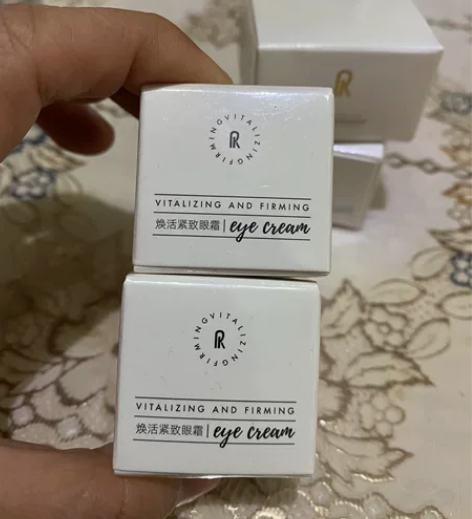 VITALIZINGFIRMING
R
VITALIZING AND FIRMING
焕活紧致眼霜 | eye cream
VITALIZINGFIRMING
R
VITALIZING AND FIRMING
焕活紧致眼霜 | eye cream
R